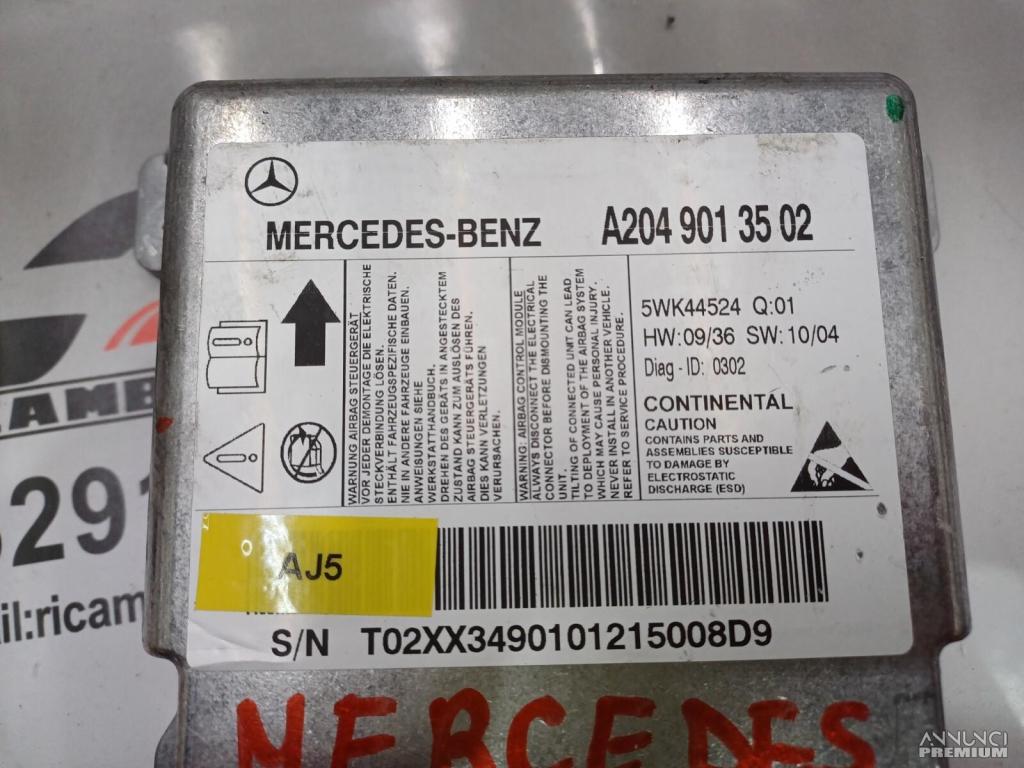 MERCEDES-BENZ A204 901 35 02
WARNUNG AIRBAG STEUERGERÄT
VOR JEDER DEMONTAGE DIE ELEKTRISCHE
STECKVERBINDUNG LÖSEN.
ENTHÄLT FAHRZEUGSPEZIFISCHE DATEN.
NIE IN ANDERE FAHRZEUGE EINBAUEN.
ANWEISUNGEN SIEHE
WERKSTATTHANDBUCH.
DREHEN DES GERÄTS IN ANGESTECKTEM
ZUSTAND KANN ZUM AUSLÖSEN DES
AIRBAG STEUERGERÄTS FÜHREN.
DIES KANN VERLETZUNGEN
VERURSACHEN.
WARNING: AIRBAG CONTROL MODULE
ALWAYS DISCONNECT THE ELECTRICAL
CONNECTOR BEFORE DISMOUNTING THE
UNIT.
TILTING OF CONNECTED UNIT CAN LEAD
TO DEPLOYMENT OF THE AIRBAG SYSTEM
WHICH MAY CAUSE PERSONAL INJURY.
NEVER INSTALL IN ANOTHER VEHICLE.
REFER TO SERVICE PROCEDURE.
5WK44524 Q:01
HW:09/36 SW:10/04
Diag - ID: 0302
CONTINENTAL
CAUTION
CONTAINS PARTS AND
ASSEMBLIES SUSCEPTIBLE
TO DAMAGE BY
ELECTROSTATIC
DISCHARGE (ESD)
AJ5
S/N T02XX3490101215008D9
MERCEDES
ICAMB
291
il:ricam
ANNUNCI
PREMIUM